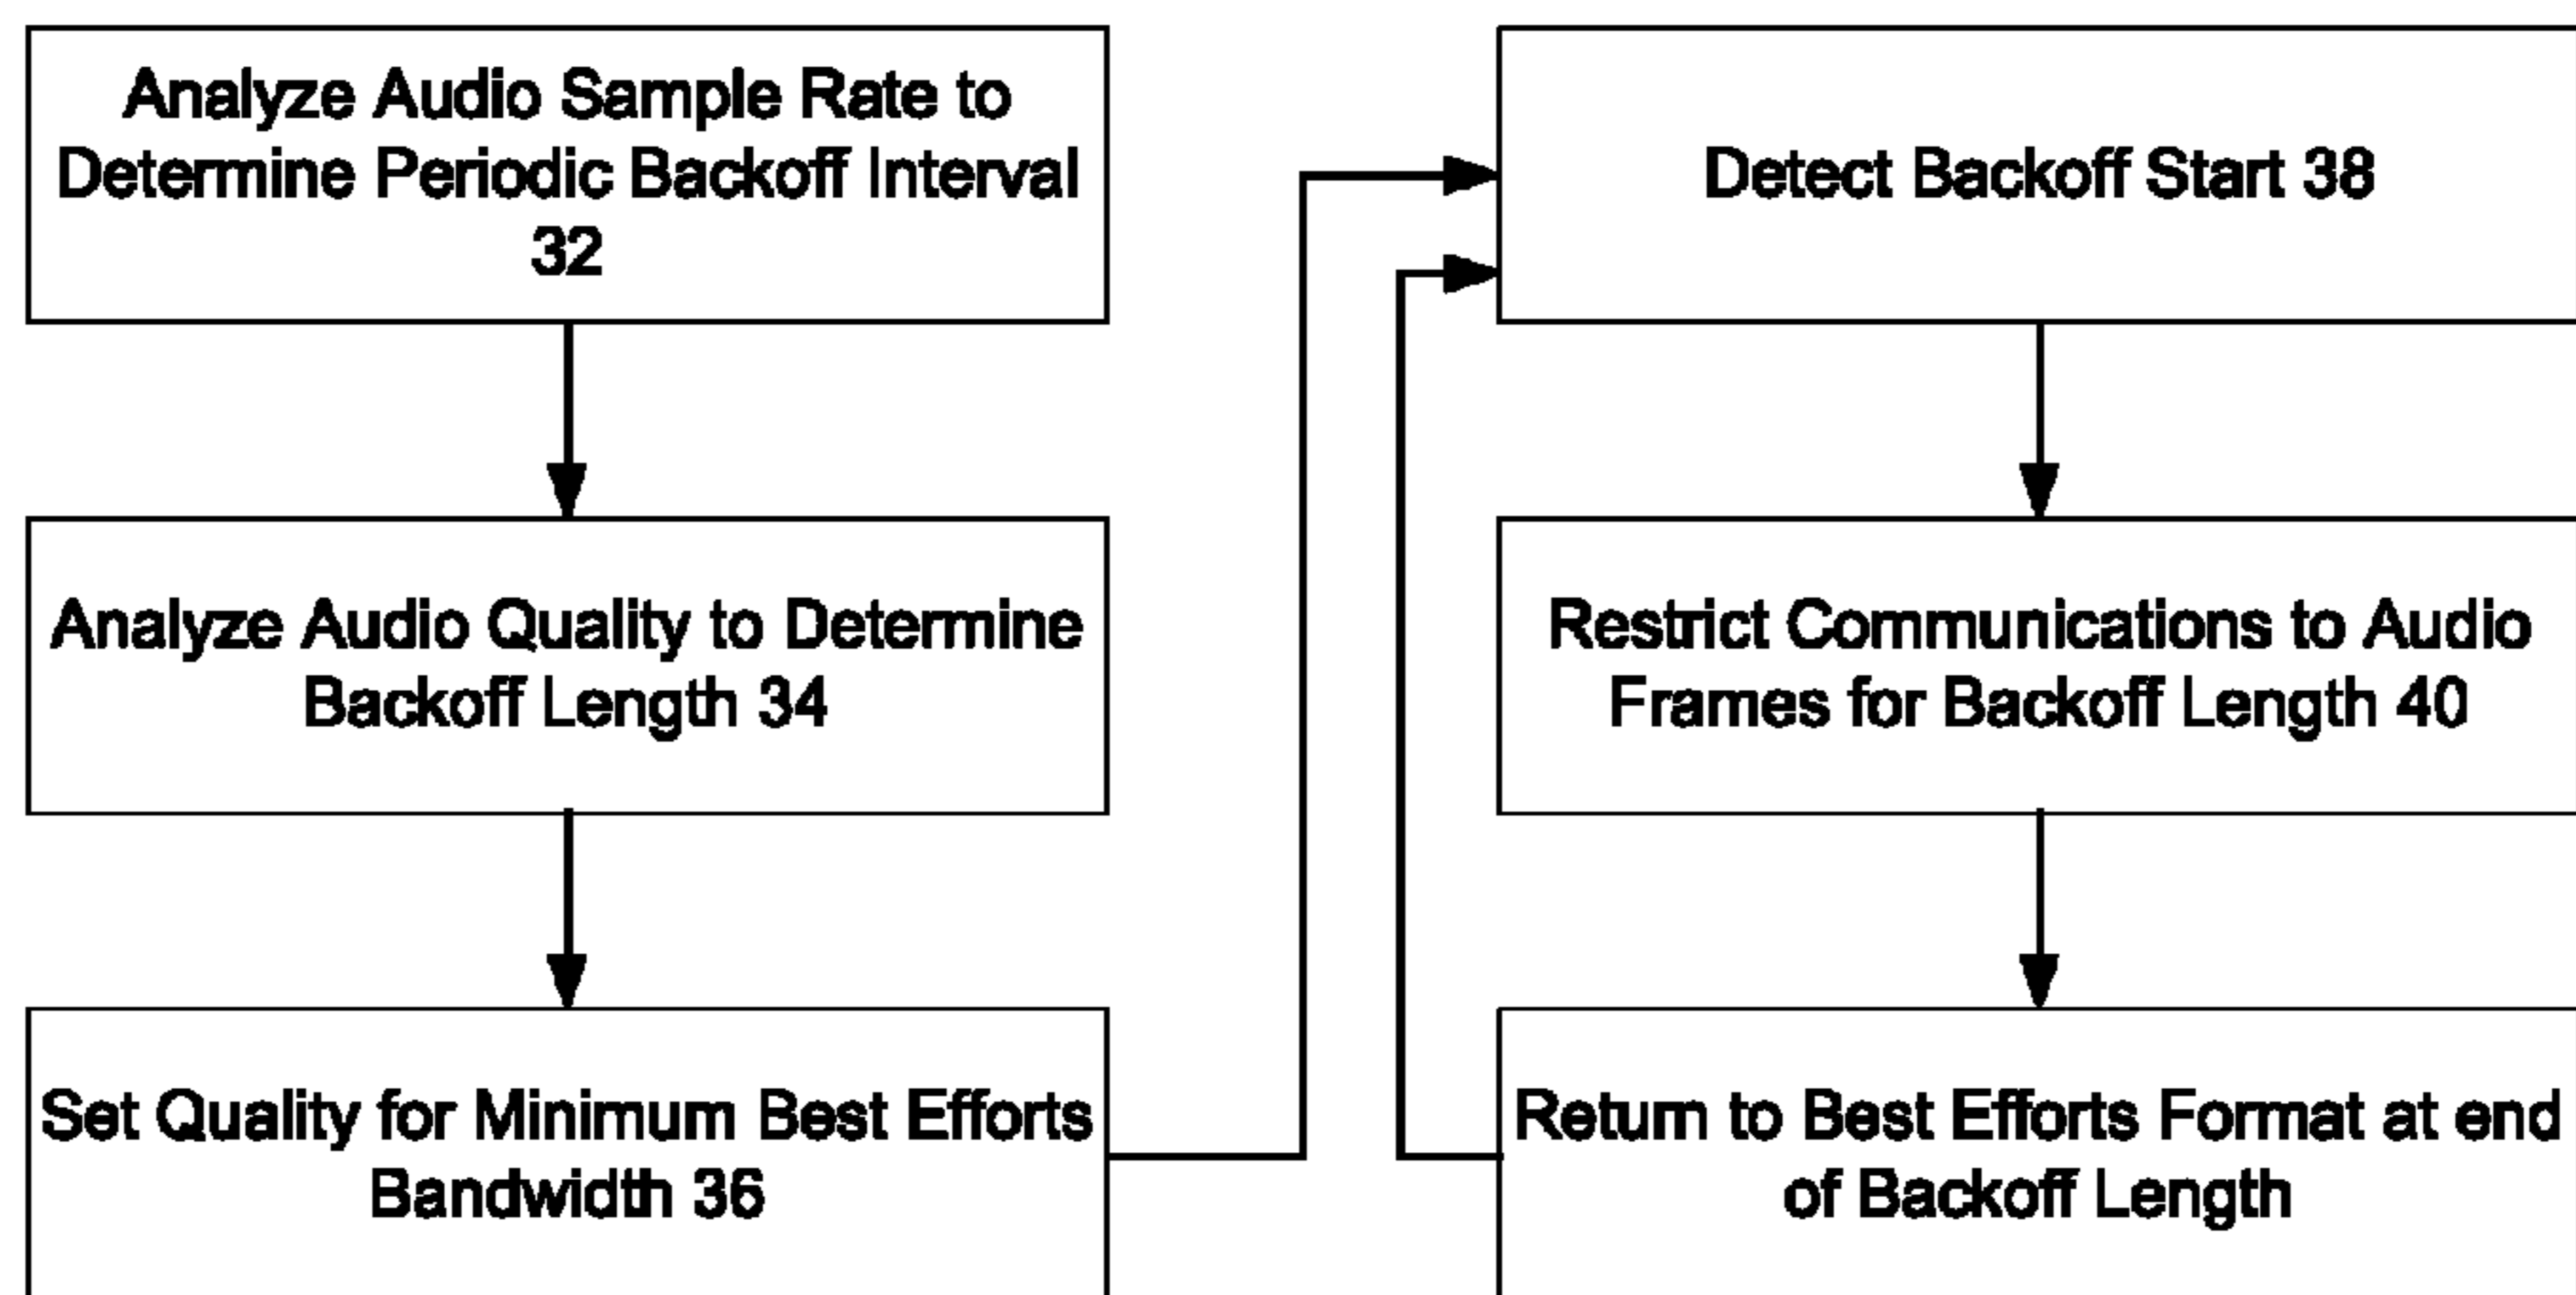 Analyze Audio Sample Rate to
Determine Periodic Backoff Interval
32
Analyze Audio Quality to Determine
Backoff Length 34
Set Quality for Minimum Best Efforts
Bandwidth 36
Detect Backoff Start 38
Restrict Communications to Audio
Frames for Backoff Length 40
Return to Best Efforts Format at end
of Backoff Length